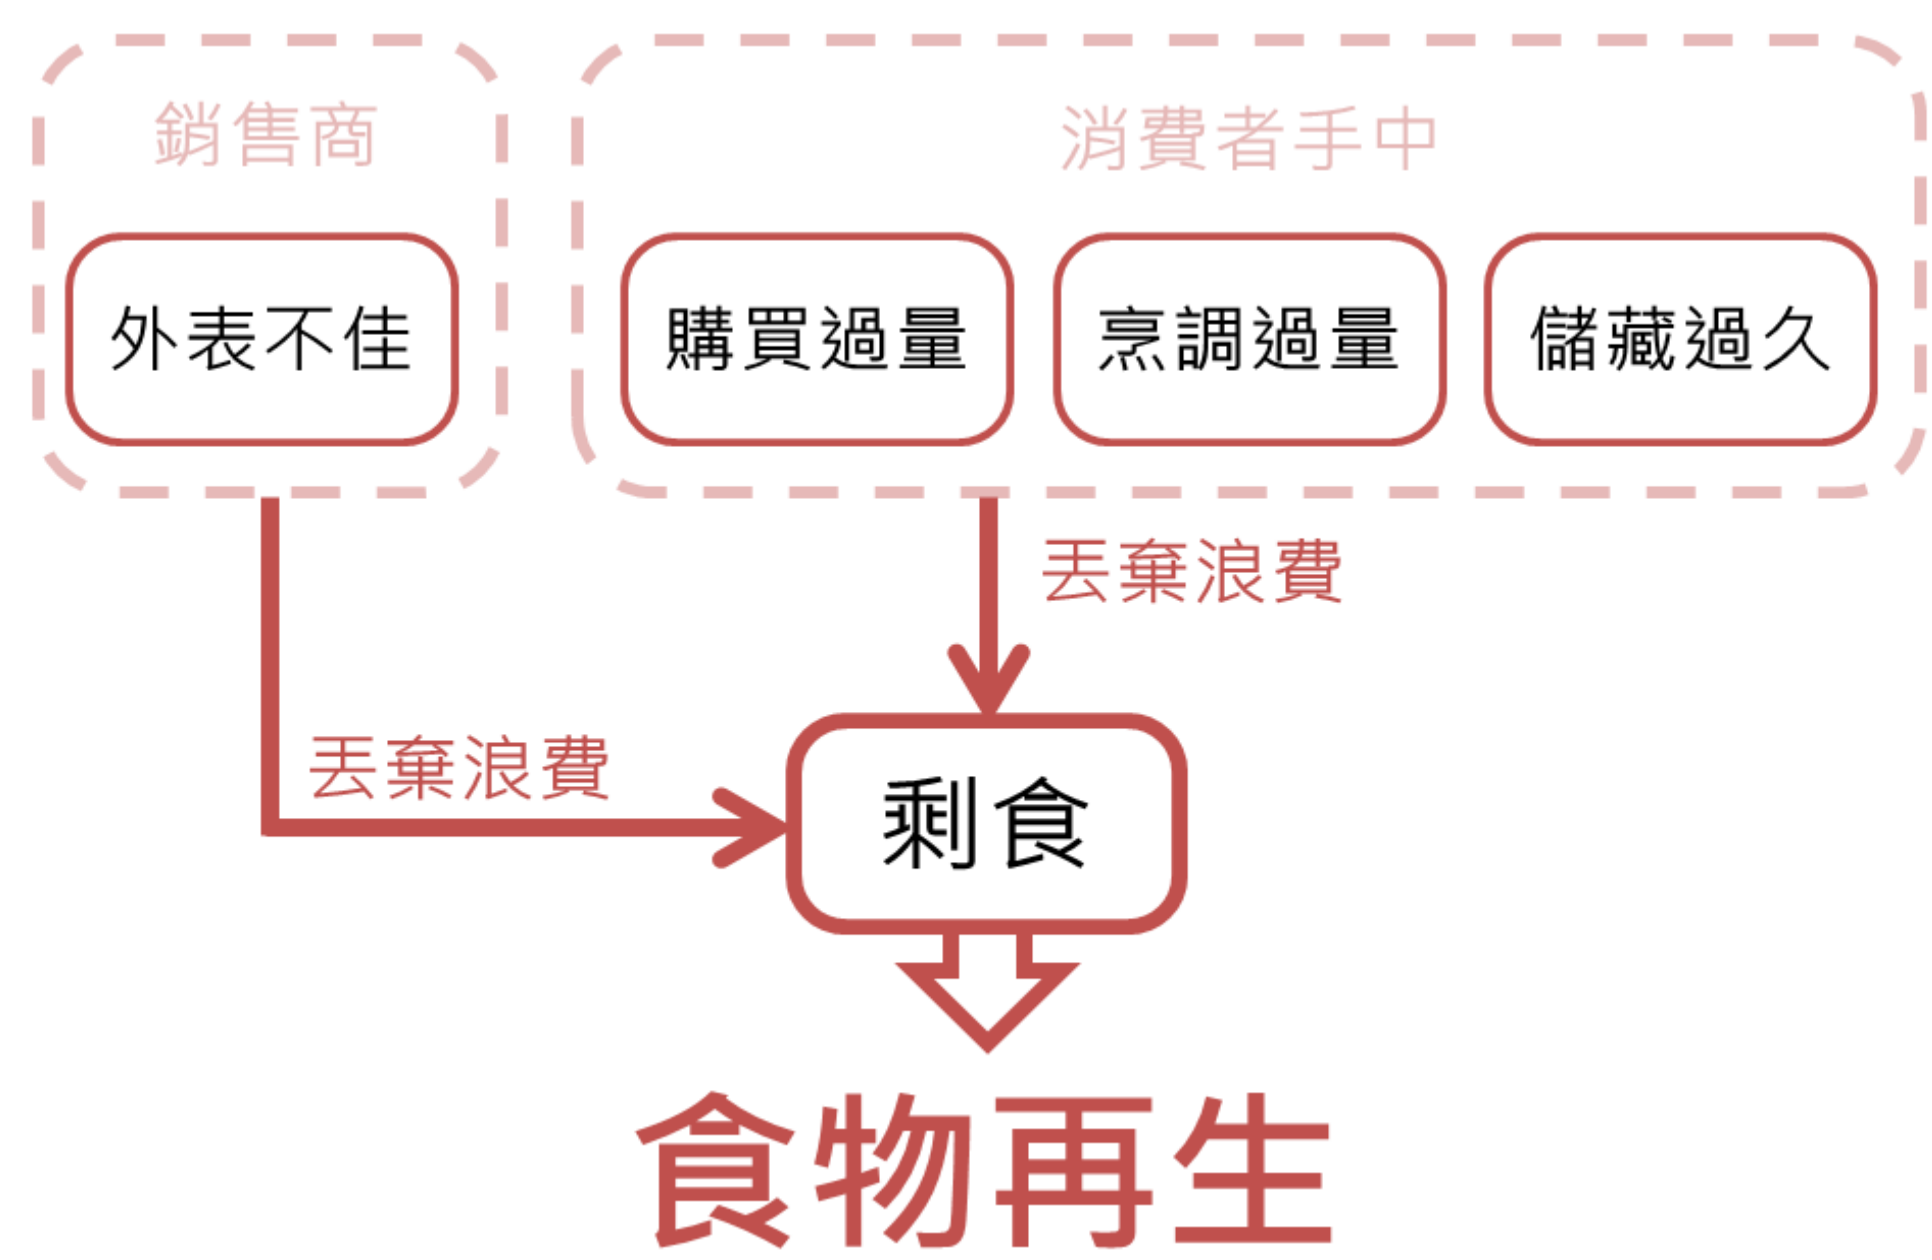 銷售商
消費者手中
外表不佳
購買過量
烹調過量
儲藏過久
丟棄浪費
丟棄浪費
剩食
食物再生